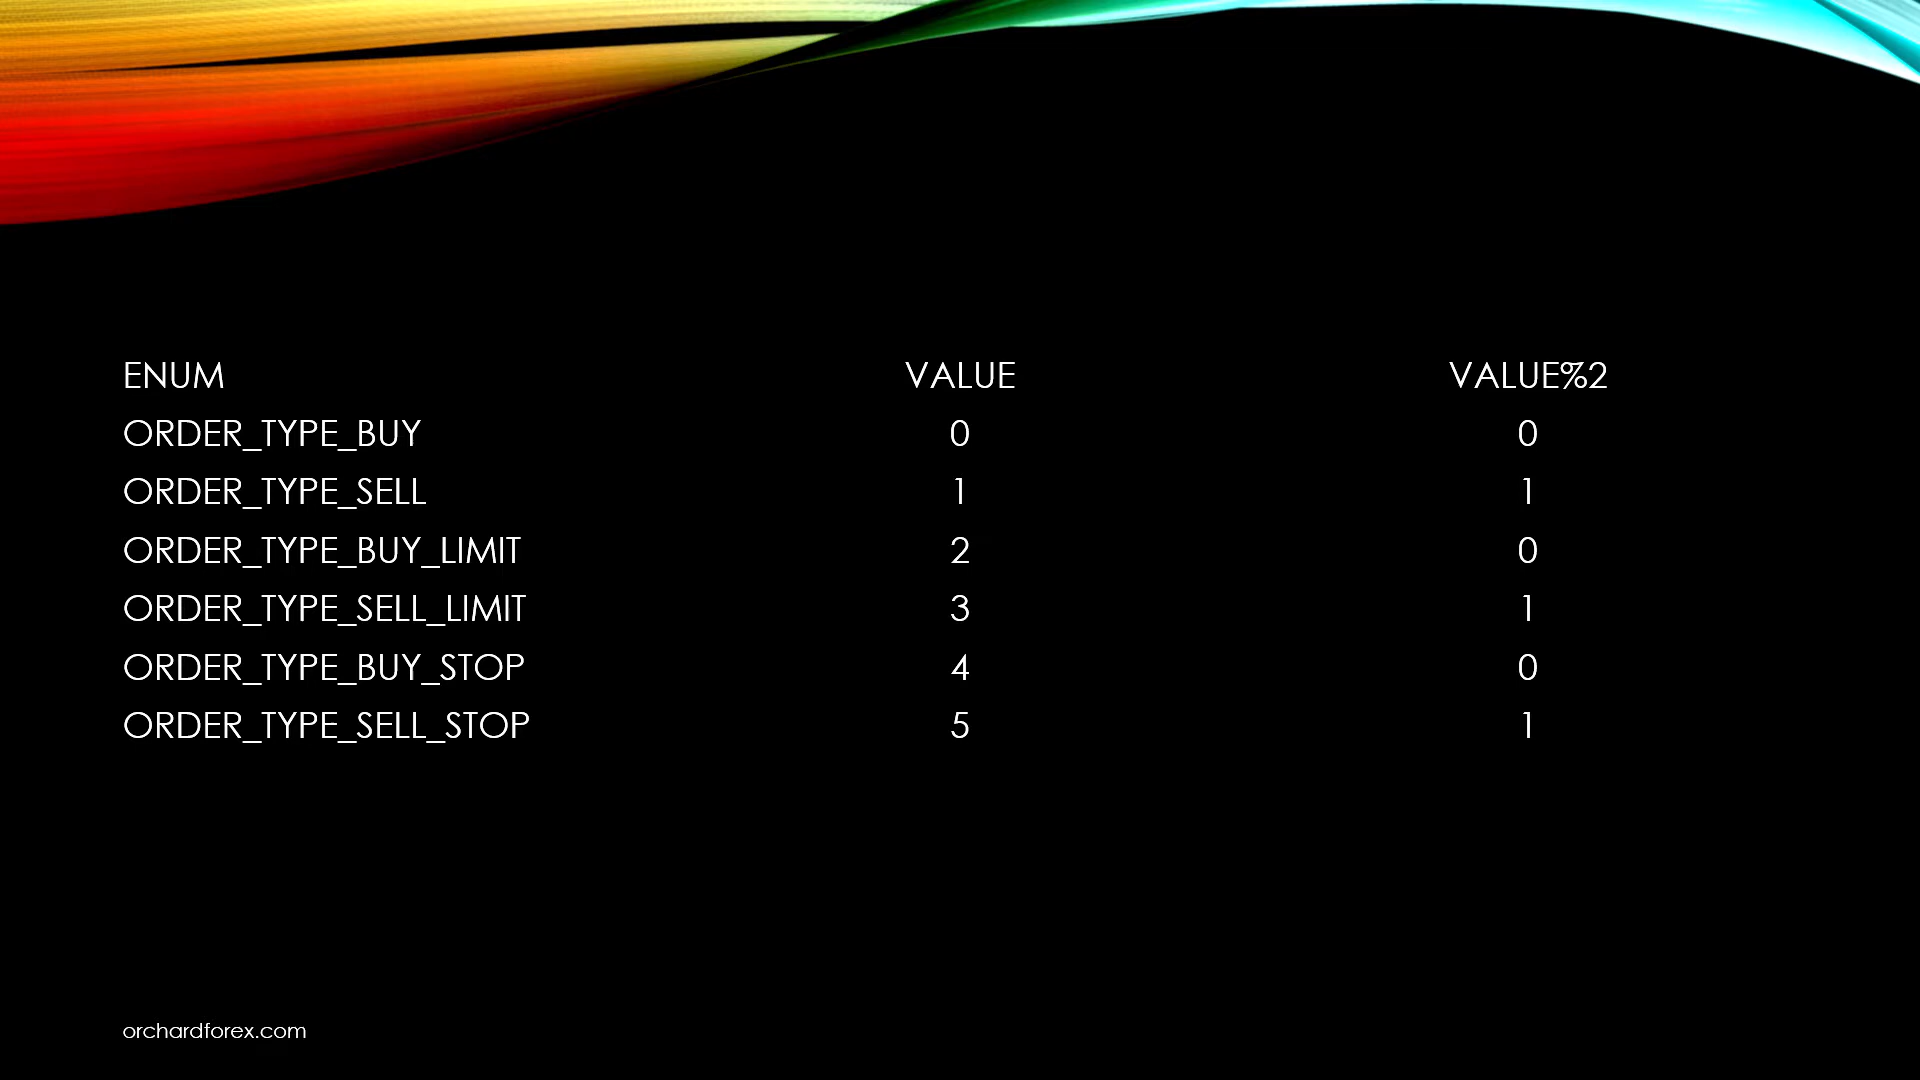 ENUM VALUE VALUE%2
ORDER_TYPE_BUY 0 0
ORDER_TYPE_SELL 1 1
ORDER_TYPE_BUY_LIMIT 2 0
ORDER_TYPE_SELL_LIMIT 3 1
ORDER_TYPE_BUY_STOP 4 0
ORDER_TYPE_SELL_STOP 5 1
orchardforex.com